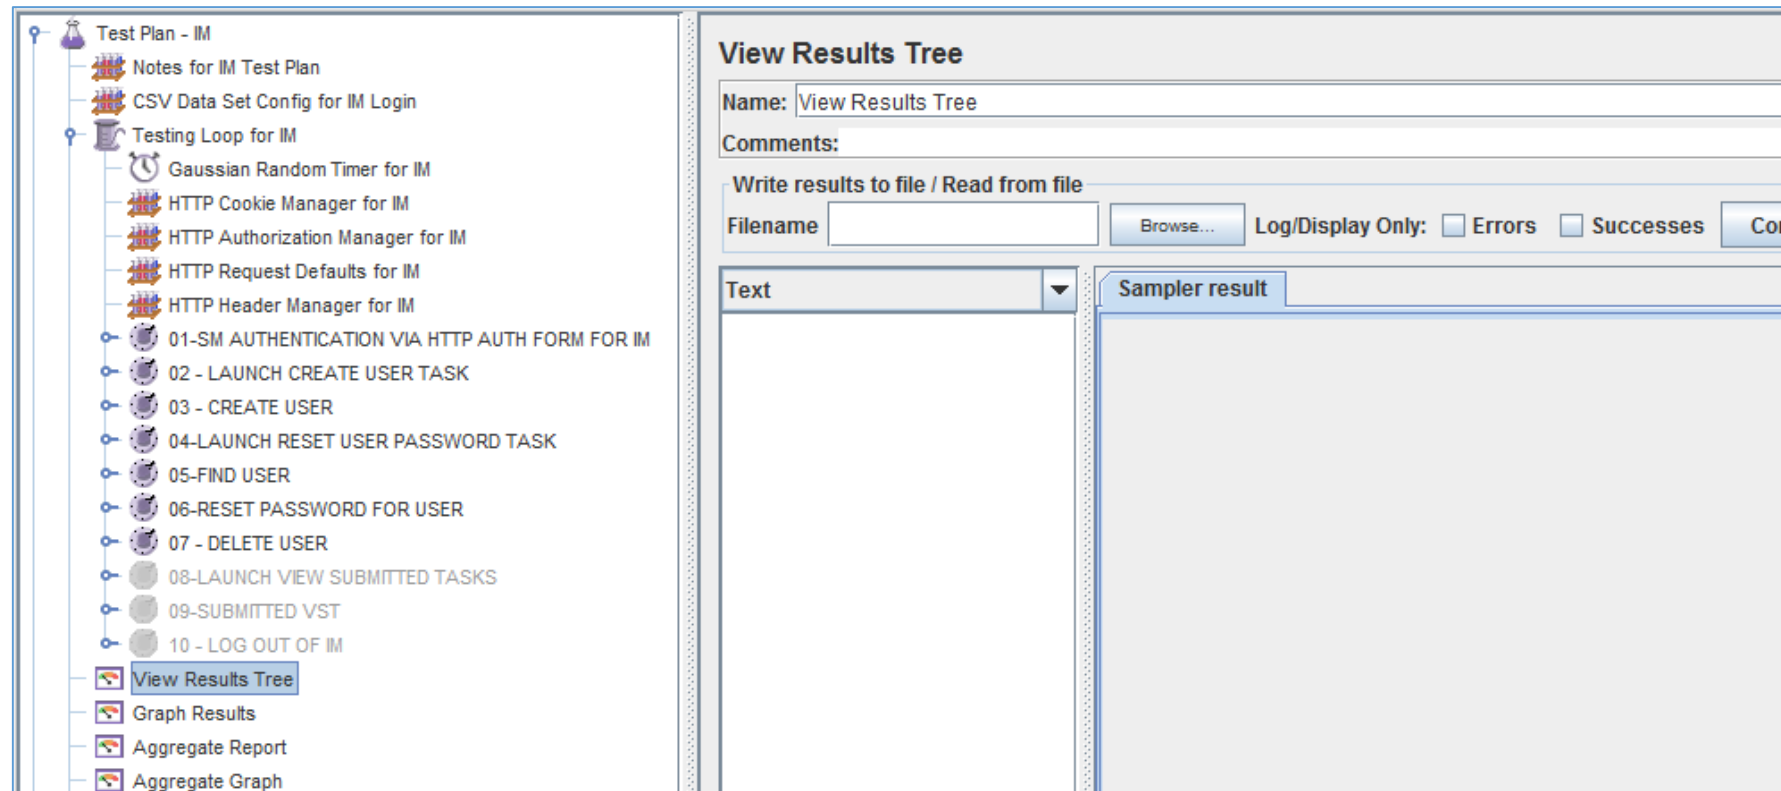 Test Plan - IM
Notes for IM Test Plan
CSV Data Set Config for IM Login
Testing Loop for IM
Gaussian Random Timer for IM
HTTP Cookie Manager for IM
HTTP Authorization Manager for IM
HTTP Request Defaults for IM
HTTP Header Manager for IM
01-SM AUTHENTICATION VIA HTTP AUTH FORM FOR IM
02 - LAUNCH CREATE USER TASK
03 - CREATE USER
04-LAUNCH RESET USER PASSWORD TASK
05-FIND USER
06-RESET PASSWORD FOR USER
07 - DELETE USER
08-LAUNCH VIEW SUBMITTED TASKS
09-SUBMITTED VST
10 - LOG OUT OF IM
View Results Tree
Graph Results
Aggregate Report
Aggregate Graph
View Results Tree
Name: View Results Tree
Comments:
Write results to file / Read from file
Filename Browse... Log/Display Only: Errors Successes
Text
Sampler result